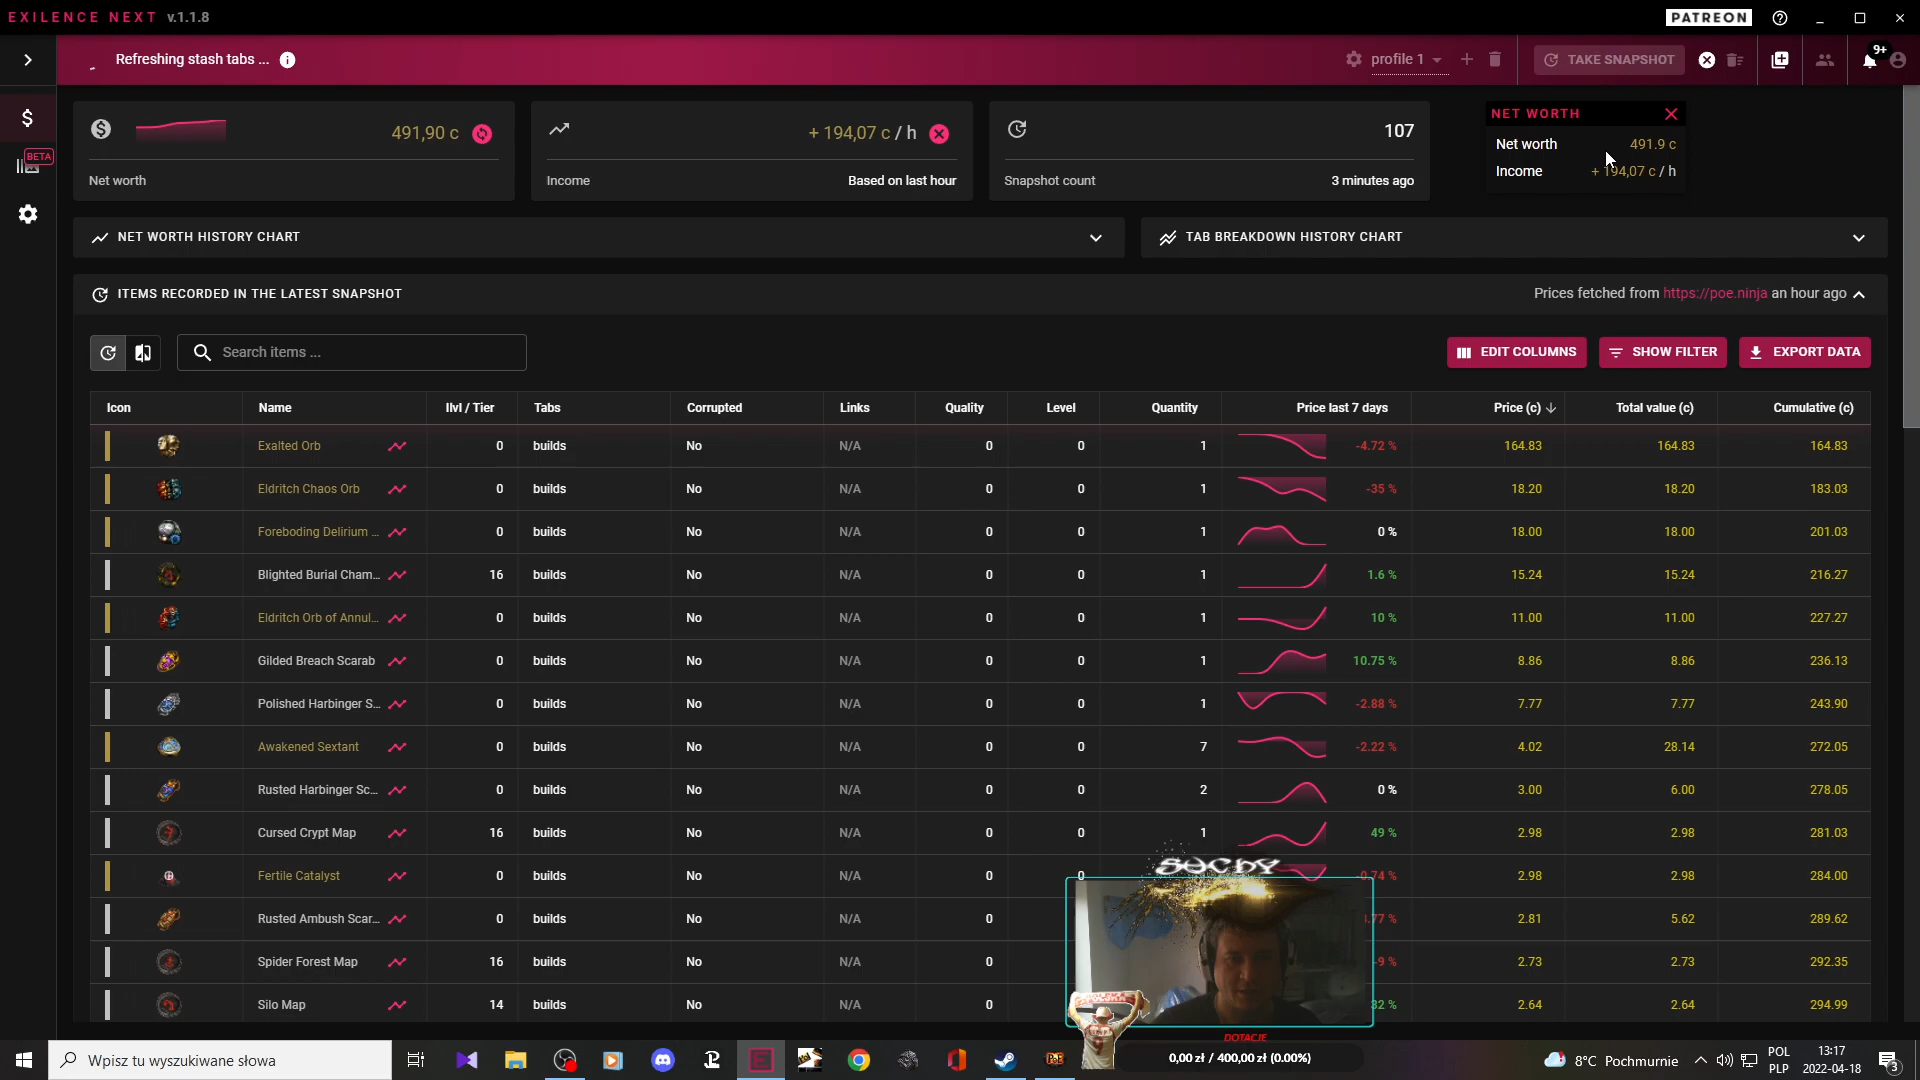 EXILENCE NEXT v.1.1.8
PATREON
Refreshing stash tabs ...
profile 1
TAKE SNAPSHOT
9+
BETA
491,90 c
Net worth
+ 194,07 c / h
Income
Based on last hour
107
Snapshot count
3 minutes ago
NET WORTH
Net worth 491.9 c
Income + 194,07 c / h
NET WORTH HISTORY CHART
TAB BREAKDOWN HISTORY CHART
ITEMS RECORDED IN THE LATEST SNAPSHOT
Prices fetched from https://poe.ninja an hour ago
Search items ...
EDIT COLUMNS
SHOW FILTER
EXPORT DATA
Icon Name Ilvl / Tier Tabs Corrupted Links Quality Level Quantity Price last 7 days Price (c) Total value (c) Cumulative (c)
Exalted Orb 0 builds No N/A 0 0 1 -4.72 % 164.83 164.83 164.83
Eldritch Chaos Orb 0 builds No N/A 0 0 1 -35 % 18.20 18.20 183.03
Foreboding Delirium ... 0 builds No N/A 0 0 1 0 % 18.00 18.00 201.03
Blighted Burial Cham... 16 builds No N/A 0 0 1 1.6 % 15.24 15.24 216.27
Eldritch Orb of Annul... 0 builds No N/A 0 0 1 10 % 11.00 11.00 227.27
Gilded Breach Scarab 0 builds No N/A 0 0 1 10.75 % 8.86 8.86 236.13
Polished Harbinger S... 0 builds No N/A 0 0 1 -2.88 % 7.77 7.77 243.90
Awakened Sextant 0 builds No N/A 0 0 7 -2.22 % 4.02 28.14 272.05
Rusted Harbinger Sc... 0 builds No N/A 0 0 2 0 % 3.00 6.00 278.05
Cursed Crypt Map 16 builds No N/A 0 0 1 49 % 2.98 2.98 281.03
Fertile Catalyst 0 builds No N/A 0 0 0.74 % 2.98 2.98 284.00
Rusted Ambush Scar... 0 builds No N/A 0 .77 % 2.81 5.62 289.62
Spider Forest Map 16 builds No N/A 0 -9 % 2.73 2.73 292.35
Silo Map 14 builds No N/A 0 32 % 2.64 2.64 294.99
SUCHY
POLSKA
DOTACJE
0,00 zł / 400,00 zł (0.00%)
Wpisz tu wyszukiwane słowa
8°C Pochmurnie
POL
PLP
13:17
2022-04-18
3